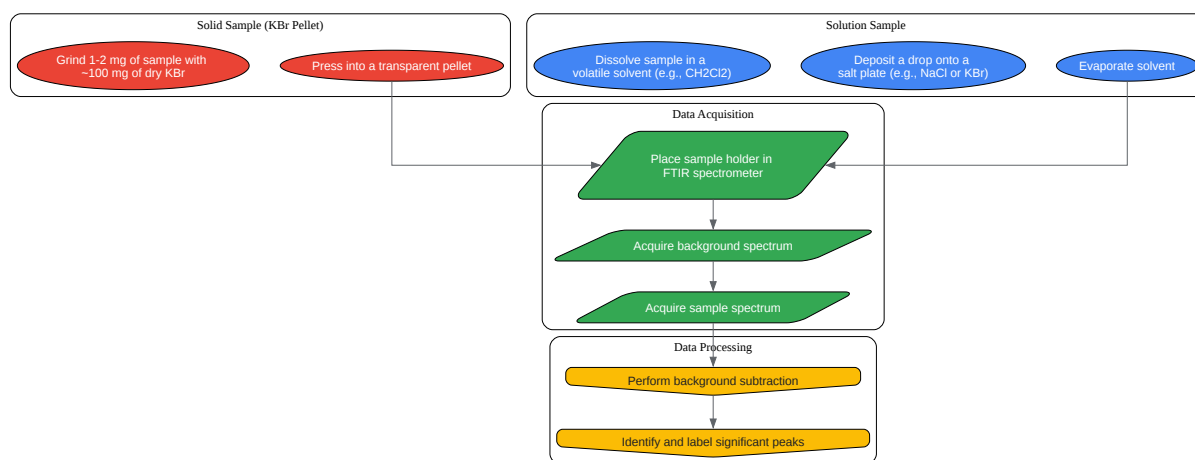 Solid Sample (KBr Pellet)
Grind 1-2 mg of sample with
~100 mg of dry KBr
Press into a transparent pellet
Solution Sample
Dissolve sample in a
volatile solvent (e.g., CH2Cl2)
Deposit a drop onto a
salt plate (e.g., NaCl or KBr)
Evaporate solvent
Data Acquisition
Place sample holder in
FTIR spectrometer
Acquire background spectrum
Acquire sample spectrum
Data Processing
Perform background subtraction
Identify and label significant peaks